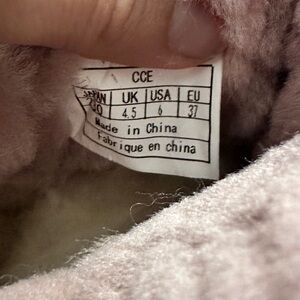 CCE
UK USA EU
4.5 6 37
Made in China
Fabrique en china